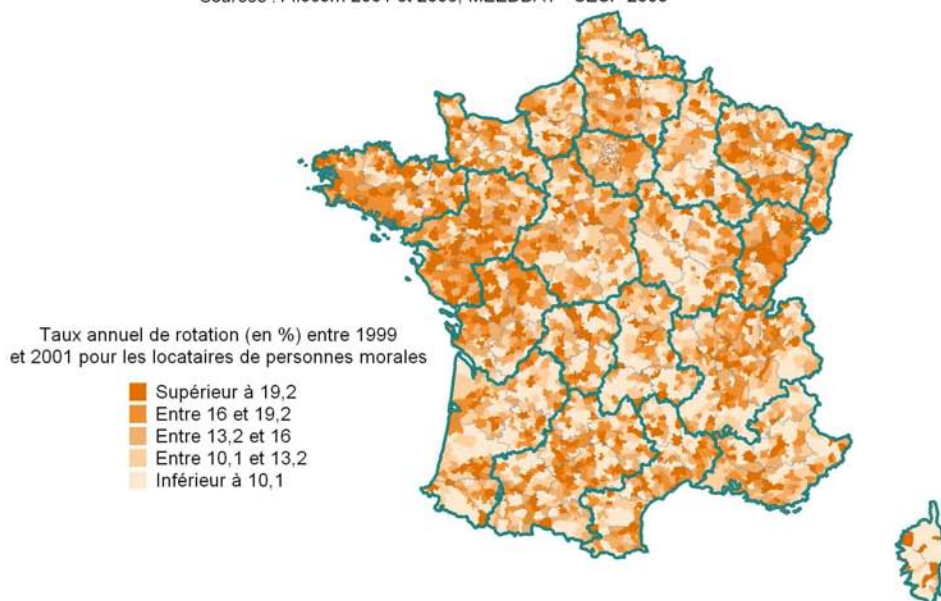 Taux annuel de rotation (en %) entre 1999
et 2001 pour les locataires de personnes morales
Supérieur à 19,2
Entre 16 et 19,2
Entre 13,2 et 16
Entre 10,1 et 13,2
Inférieur à 10,1